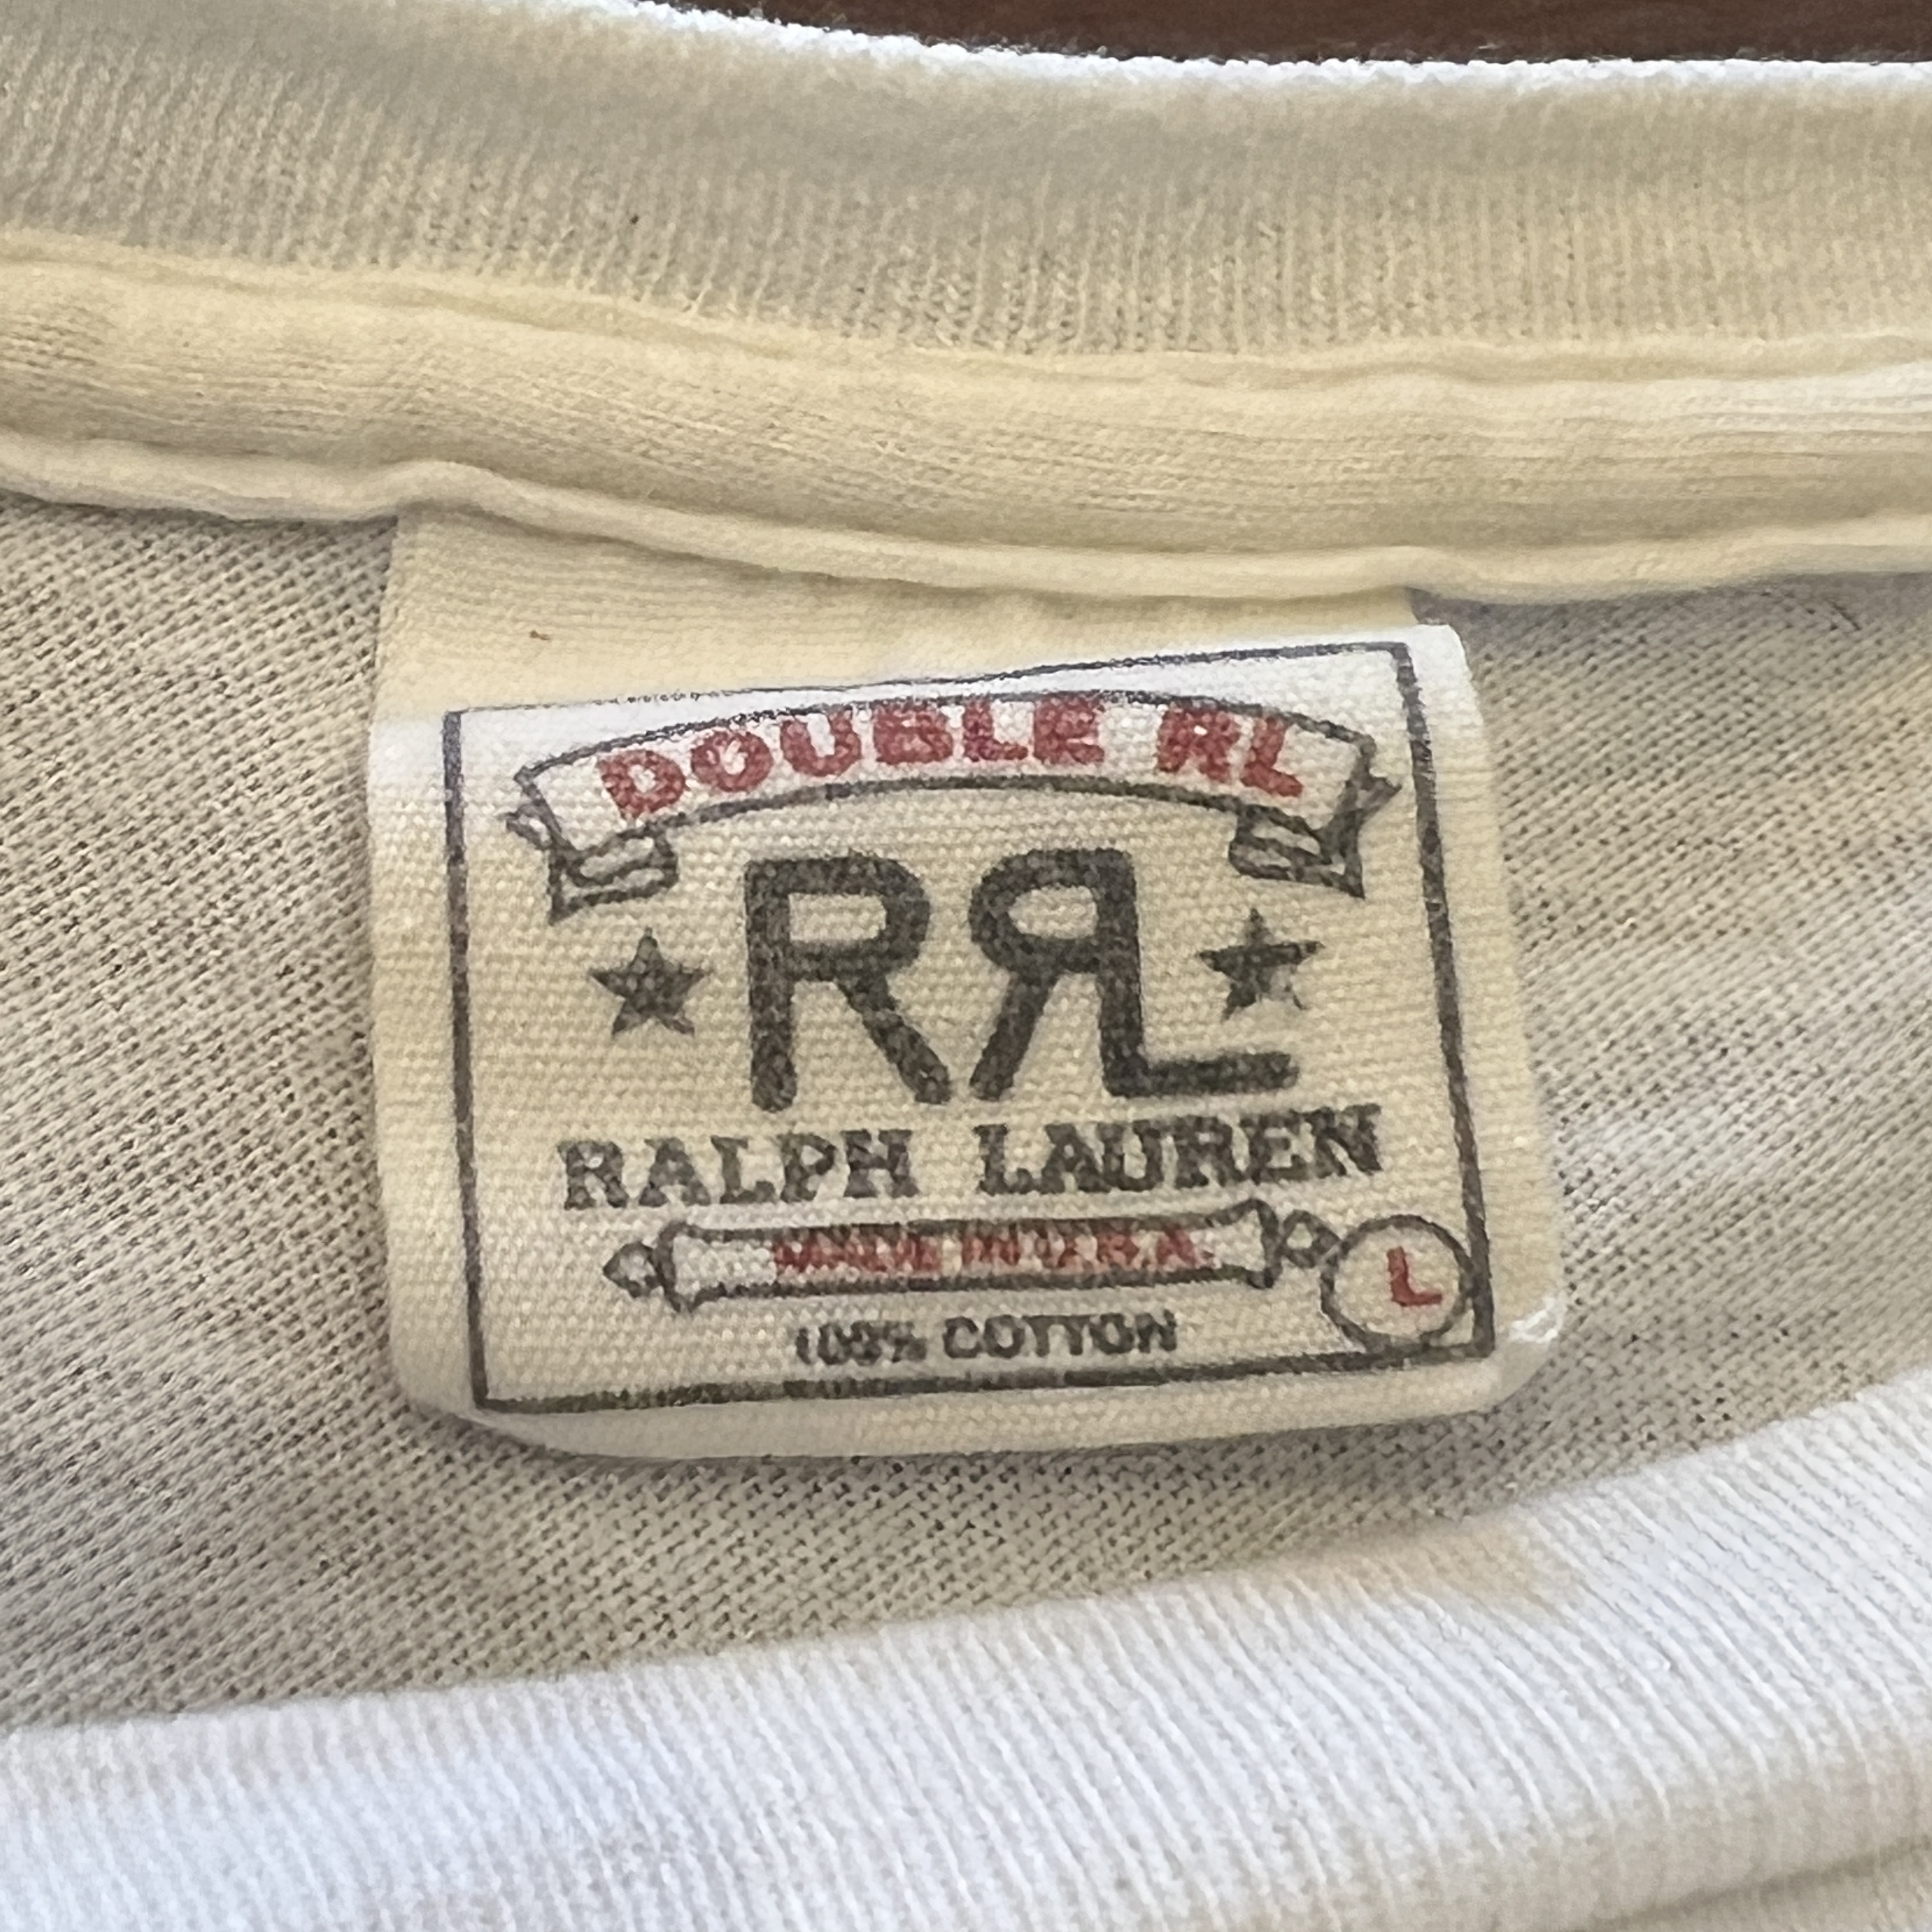 DOUBLE RL
RRL
RALPH LAUREN
MADE IN U.S.A.
L
100% COTTON